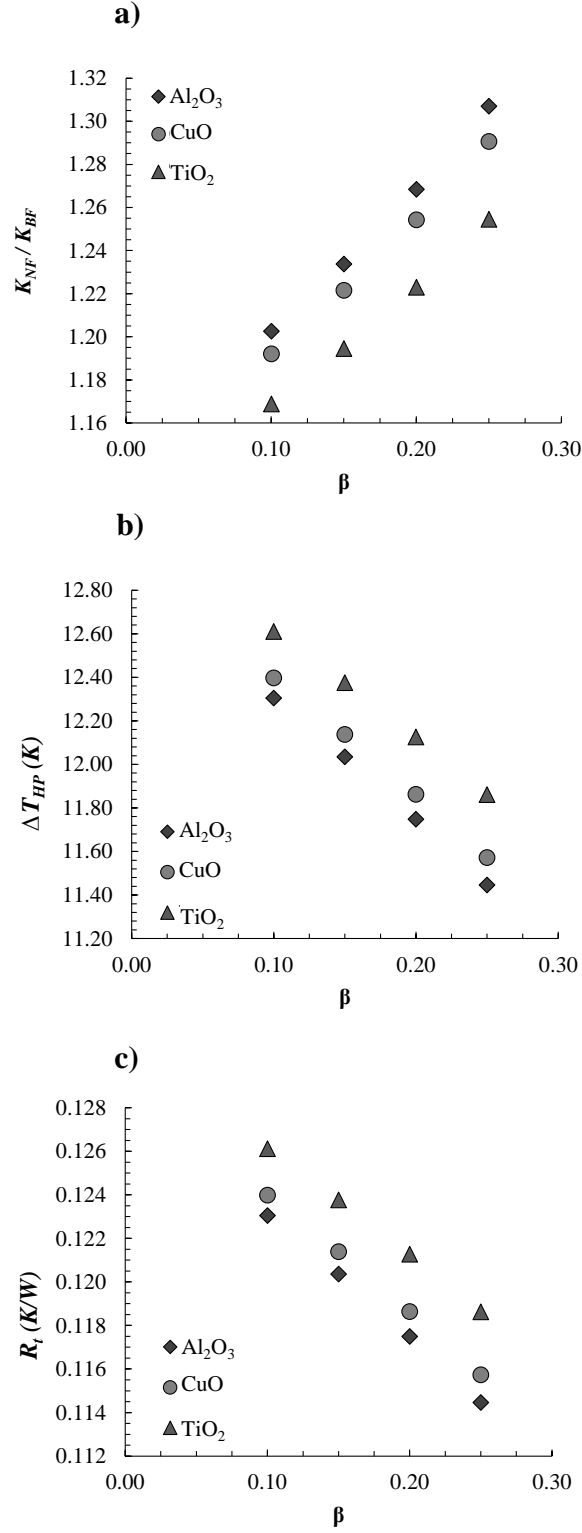 a)
1.32
1.30
1.28
1.26
1.24
1.22
1.20
1.18
1.16
K_NF / K_BF
Al₂O₃
CuO
TiO₂
0.00 0.10 0.20 0.30
β
b)
12.80
12.60
12.40
12.20
12.00
11.80
11.60
11.40
11.20
ΔT_HP (K)
Al₂O₃
CuO
TiO₂
0.00 0.10 0.20 0.30
β
c)
0.128
0.126
0.124
0.122
0.120
0.118
0.116
0.114
0.112
R_t (K/W)
Al₂O₃
CuO
TiO₂
0.00 0.10 0.20 0.30
β